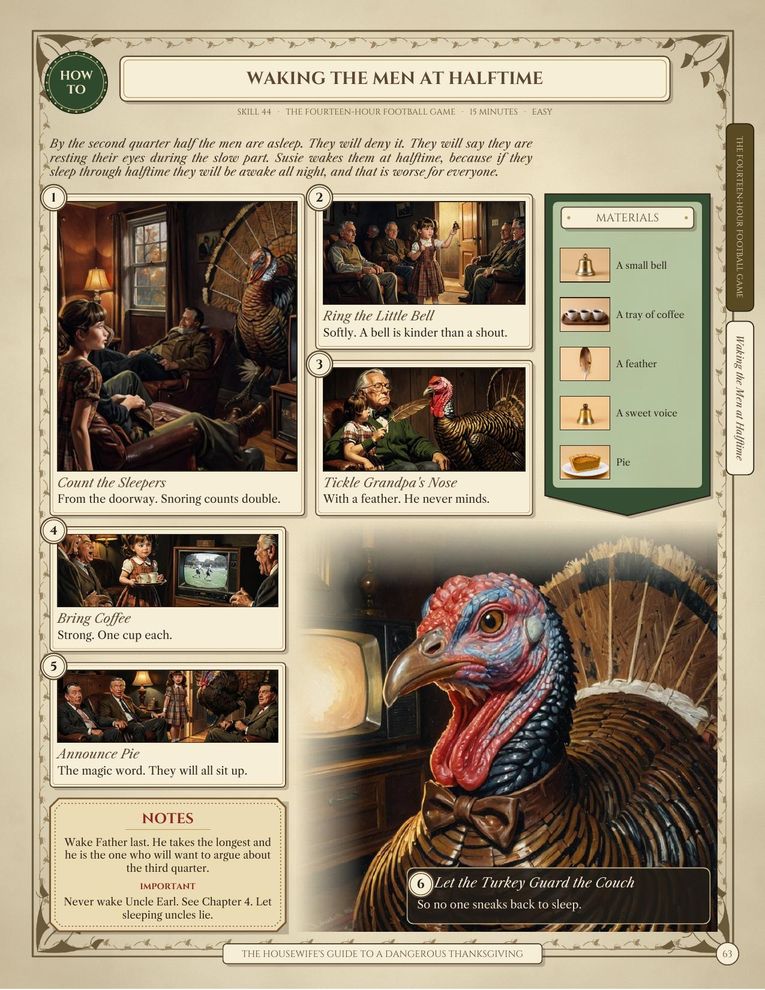 HOW
TO
WAKING THE MEN AT HALFTIME
SKILL 44 · THE FOURTEEN-HOUR FOOTBALL GAME · 15 MINUTES · EASY
By the second quarter half the men are asleep. They will deny it. They will say they are
resting their eyes during the slow part. Susie wakes them at halftime, because if they
sleep through halftime they will be awake all night, and that is worse for everyone.
1
Count the Sleepers
From the doorway. Snoring counts double.
2
Ring the Little Bell
Softly. A bell is kinder than a shout.
3
Tickle Grandpa's Nose
With a feather. He never minds.
MATERIALS
A small bell
A tray of coffee
A feather
A sweet voice
Pie
THE FOURTEEN-HOUR FOOTBALL GAME
Waking the Men at Halftime
4
Bring Coffee
Strong. One cup each.
5
Announce Pie
The magic word. They will all sit up.
NOTES
Wake Father last. He takes the longest and
he is the one who will want to argue about
the third quarter.
IMPORTANT
Never wake Uncle Earl. See Chapter 4. Let
sleeping uncles lie.
6
Let the Turkey Guard the Couch
So no one sneaks back to sleep.
THE HOUSEWIFE'S GUIDE TO A DANGEROUS THANKSGIVING
63